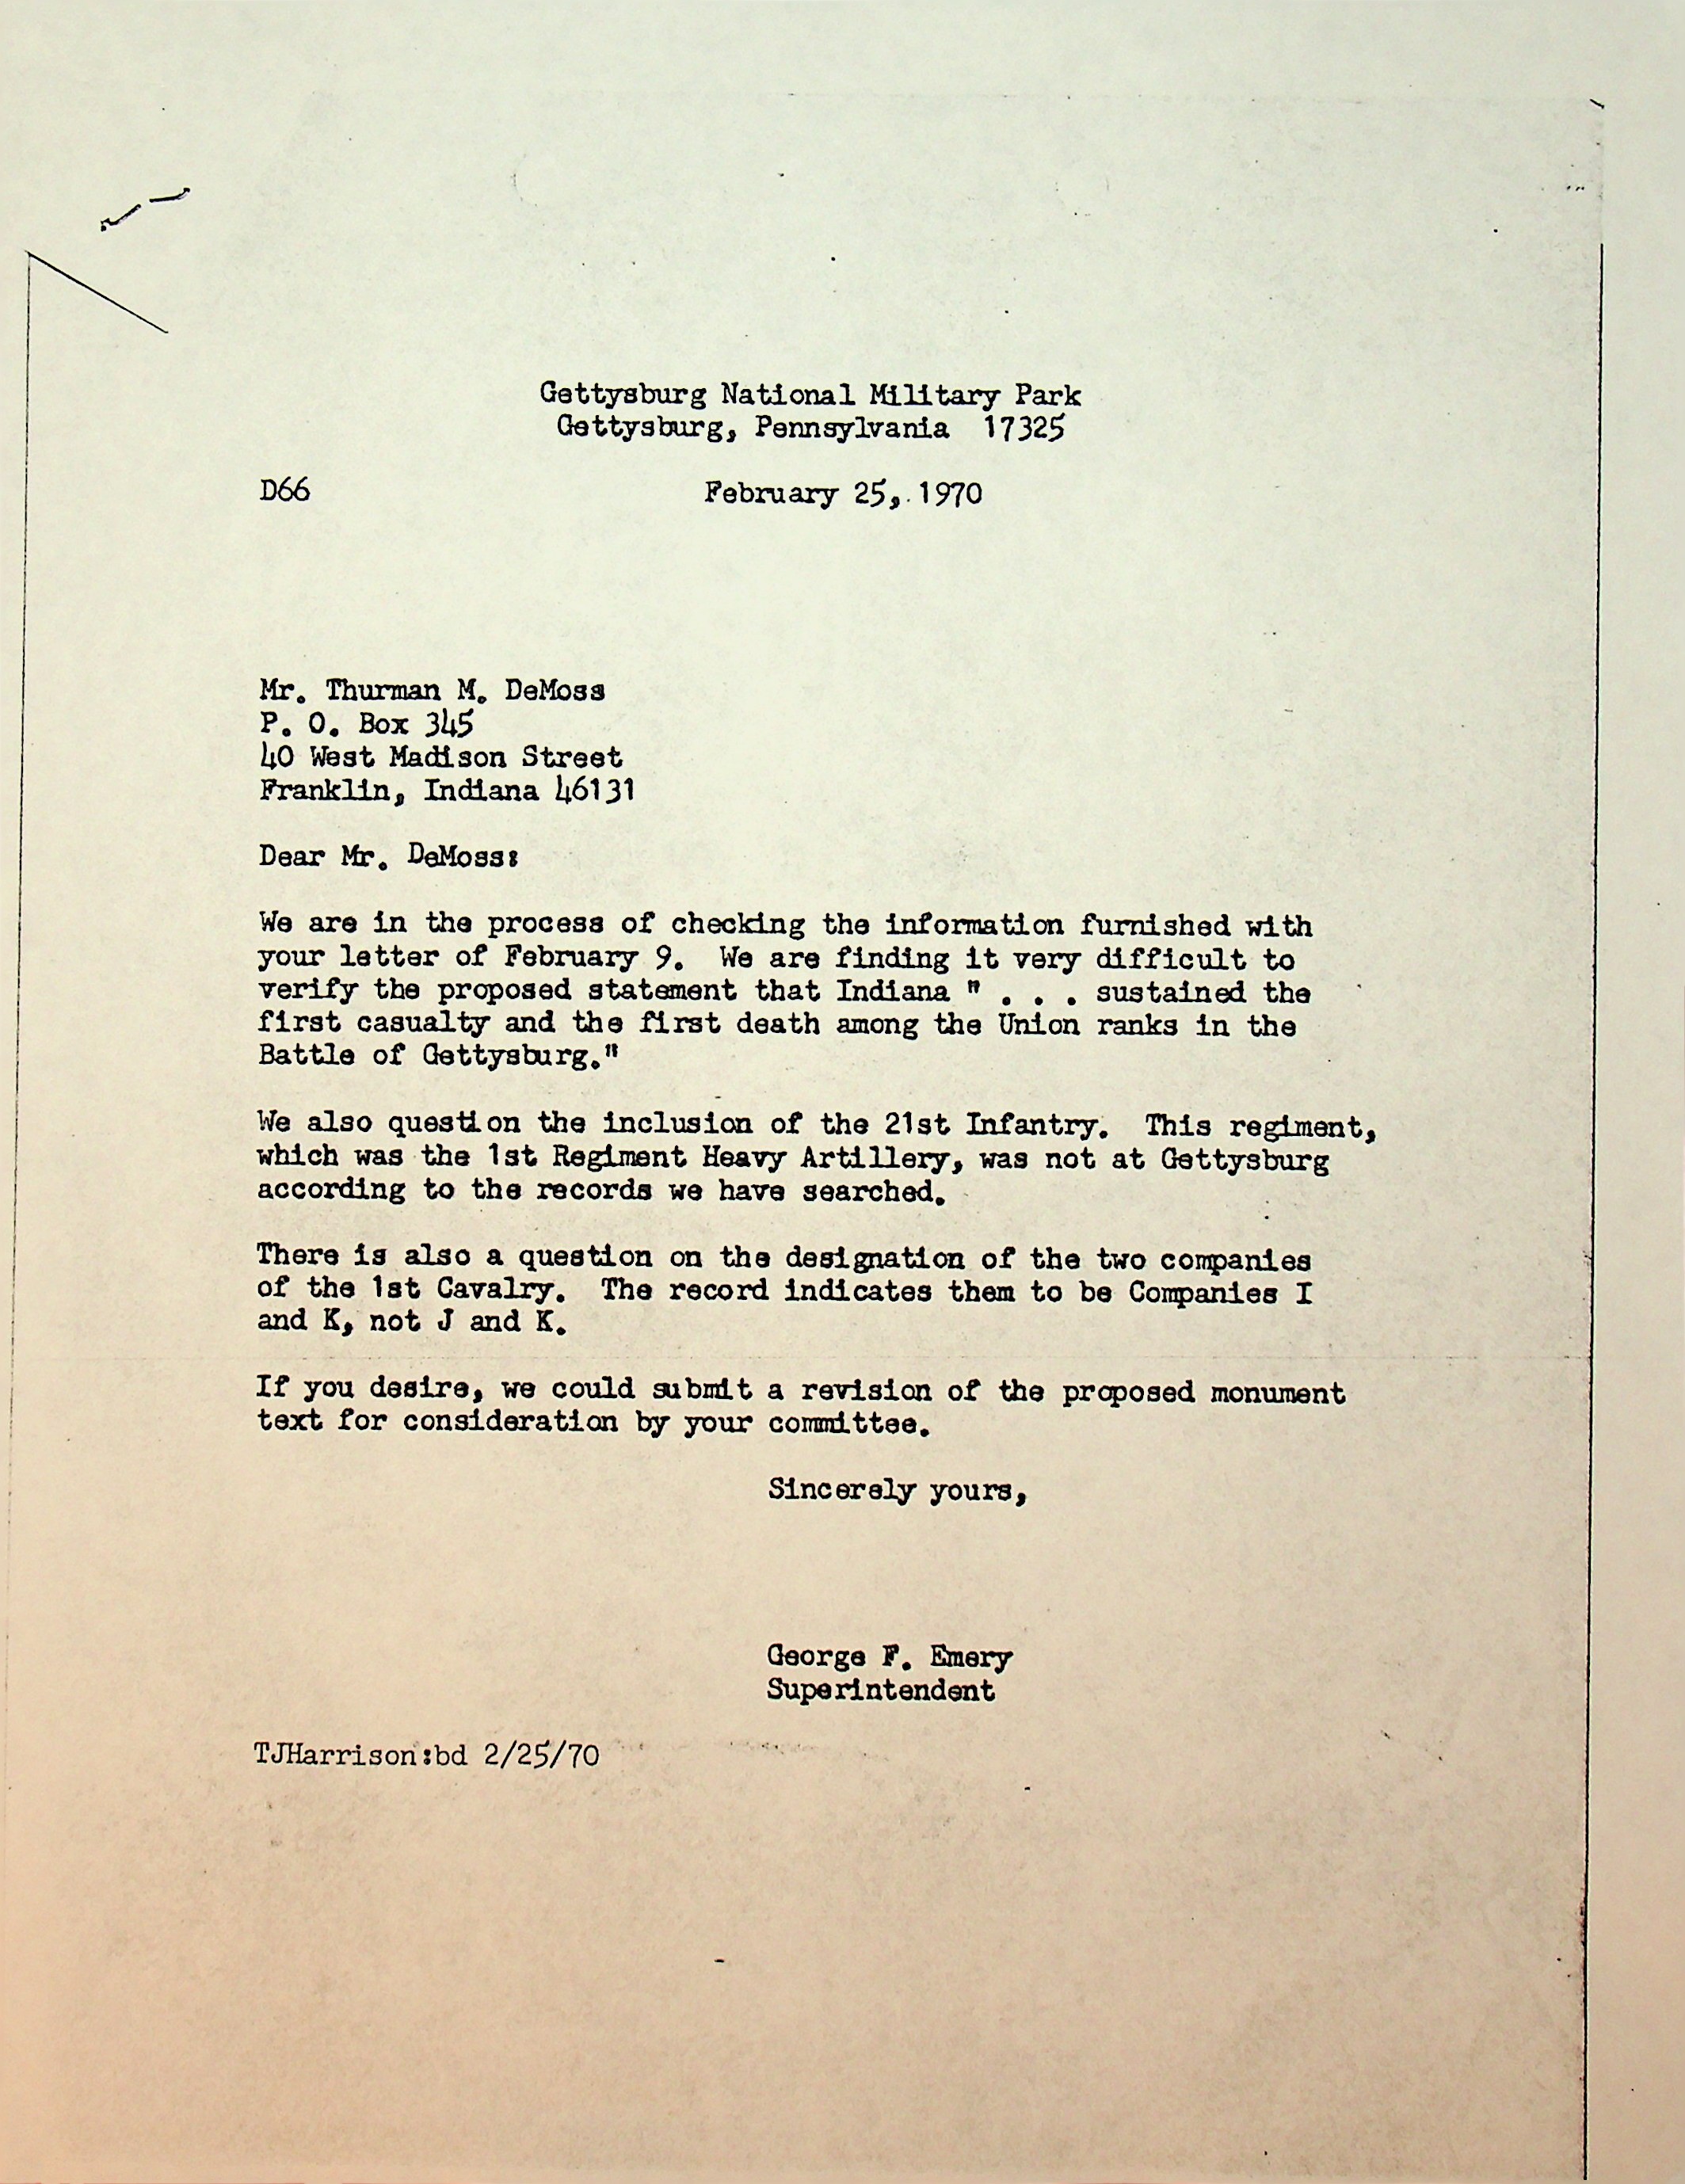 Gettysburg National Military Park
Gettysburg, Pennsylvania 17325
D66 February 25, 1970
Mr. Thurman M. DeMoss
P. O. Box 345
40 West Madison Street
Franklin, Indiana 46131
Dear Mr. DeMoss:
We are in the process of checking the information furnished with
your letter of February 9. We are finding it very difficult to
verify the proposed statement that Indiana " . . . sustained the
first casualty and the first death among the Union ranks in the
Battle of Gettysburg."
We also question the inclusion of the 21st Infantry. This regiment,
which was the 1st Regiment Heavy Artillery, was not at Gettysburg
according to the records we have searched.
There is also a question on the designation of the two companies
of the 1st Cavalry. The record indicates them to be Companies I
and K, not J and K.
If you desire, we could submit a revision of the proposed monument
text for consideration by your committee.
Sincerely yours,
George F. Emery
Superintendent
TJHarrison:bd 2/25/70